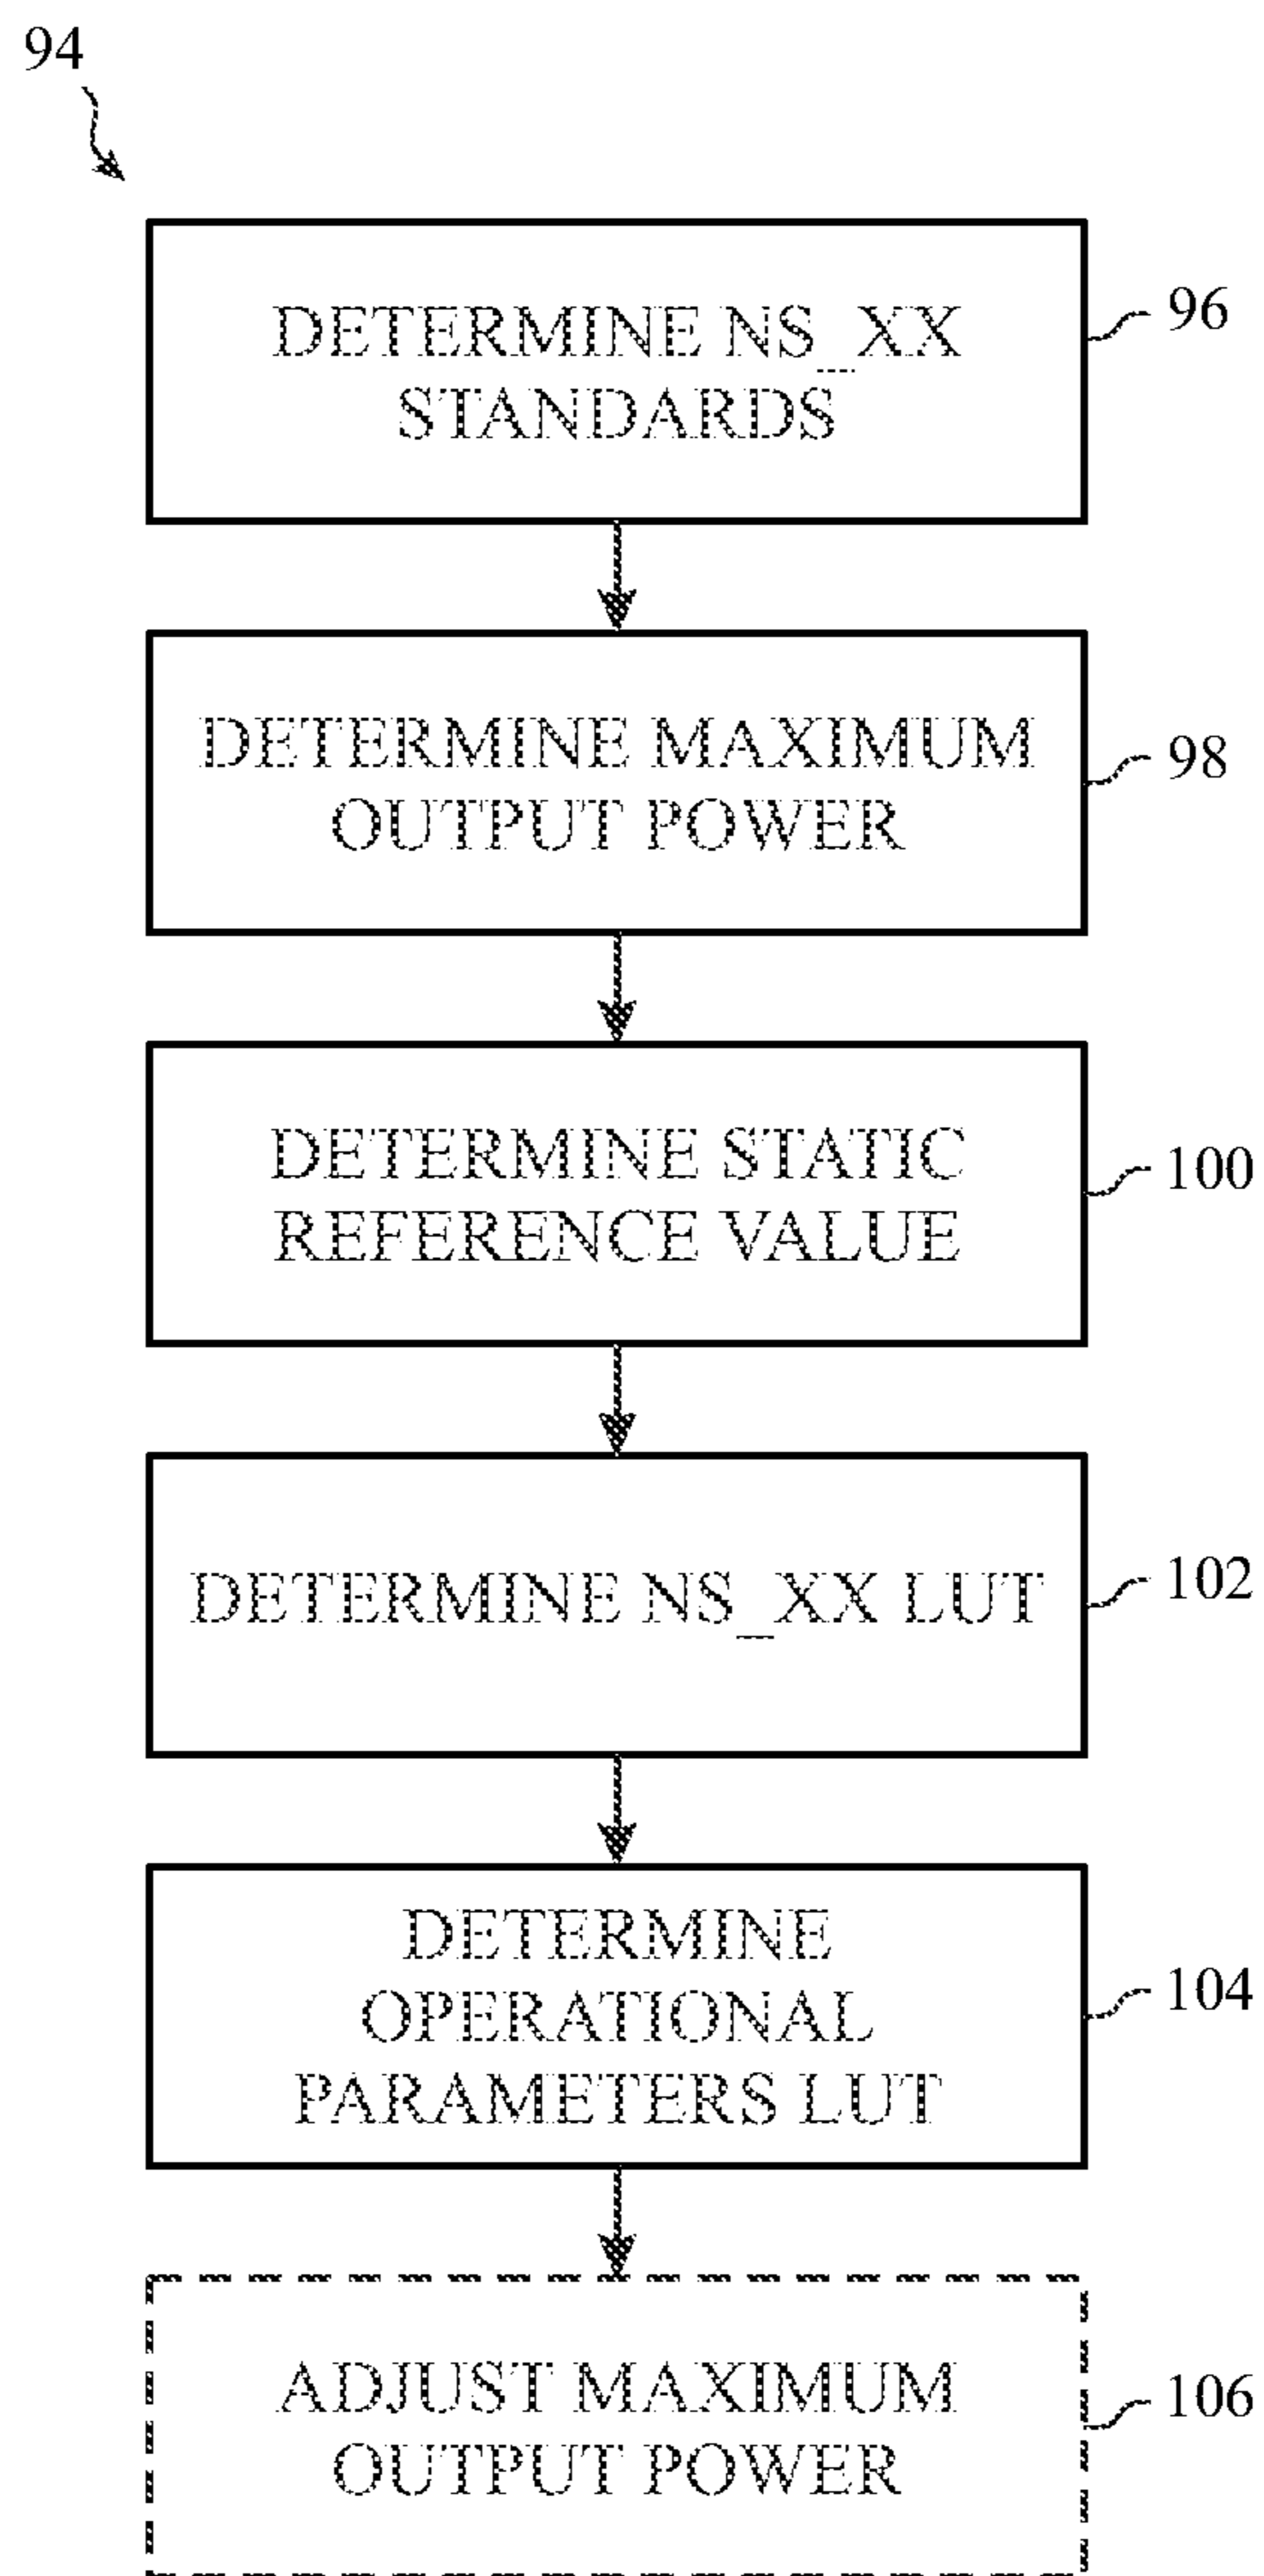 94
DETERMINE NS_XX
STANDARDS
96
DETERMINE MAXIMUM
OUTPUT POWER
98
DETERMINE STATIC
REFERENCE VALUE
100
DETERMINE NS_XX LUT
102
DETERMINE
OPERATIONAL
PARAMETERS LUT
104
ADJUST MAXIMUM
OUTPUT POWER
106